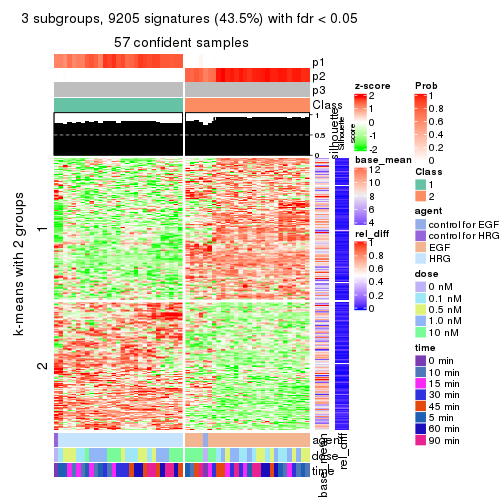 3 subgroups, 9205 signatures (43.5%) with fdr < 0.05
57 confident samples
p1
p2
p3
Class
1
0.5
0
silhouette
Silhouette
score
k-means with 2 groups
1
2
agent
dose
time
base_mean
rel_diff
z-score
2
1
0
-1
-2
base_mean
12
10
8
6
4
rel_diff
1
0.8
0.6
0.4
0.2
0
Prob
1
0.8
0.6
0.4
0.2
0
Class
1
2
agent
control for EGF
control for HRG
EGF
HRG
dose
0 nM
0.1 nM
0.5 nM
1.0 nM
10 nM
time
0 min
10 min
15 min
30 min
45 min
5 min
60 min
90 min